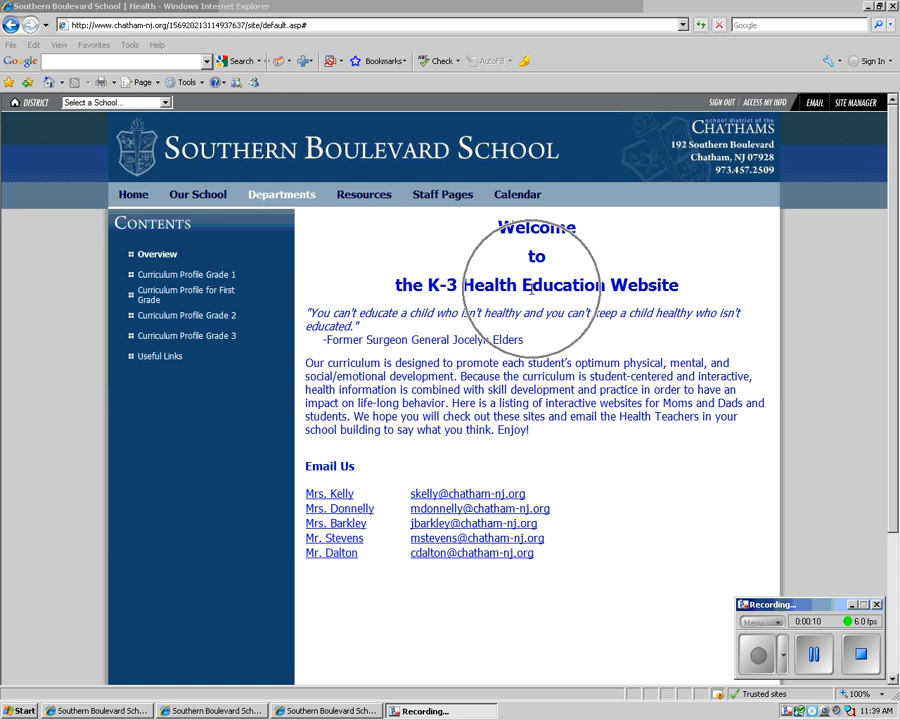 Southern Boulevard School | Health - Windows Internet Explorer
http://www.chatham-nj.org/156920213114937637/site/default.asp#
Google
File Edit View Favorites Tools Help
Google Search Bookmarks Check AutoFill Sign In
Page Tools
DISTRICT Select a School... SIGN OUT | ACCESS MY INFO EMAIL SITE MANAGER
school district of the
CHATHAMS
SOUTHERN BOULEVARD SCHOOL
192 Southern Boulevard
Chatham, NJ 07928
973.457.2509
Home Our School Departments Resources Staff Pages Calendar
CONTENTS
Overview
Curriculum Profile Grade 1
Curriculum Profile for First
Grade
Curriculum Profile Grade 2
Curriculum Profile Grade 3
Useful Links
Welcome
to
the K-3 Health Education Website
"You can't educate a child who isn't healthy and you can't keep a child healthy who isn't
educated."
-Former Surgeon General Jocelyn Elders
Our curriculum is designed to promote each student's optimum physical, mental, and
social/emotional development. Because the curriculum is student-centered and interactive,
health information is combined with skill development and practice in order to have an
impact on life-long behavior. Here is a listing of interactive websites for Moms and Dads and
students. We hope you will check out these sites and email the Health Teachers in your
school building to say what you think. Enjoy!
Email Us
Mrs. Kelly skelly@chatham-nj.org
Mrs. Donnelly mdonnelly@chatham-nj.org
Mrs. Barkley jbarkley@chatham-nj.org
Mr. Stevens mstevens@chatham-nj.org
Mr. Dalton cdalton@chatham-nj.org
Recording...
Menu 0:00:10 6.0 fps
Trusted sites 100%
Start Southern Boulevard Sch... Southern Boulevard Sch... Southern Boulevard Sch... Recording... 11:39 AM